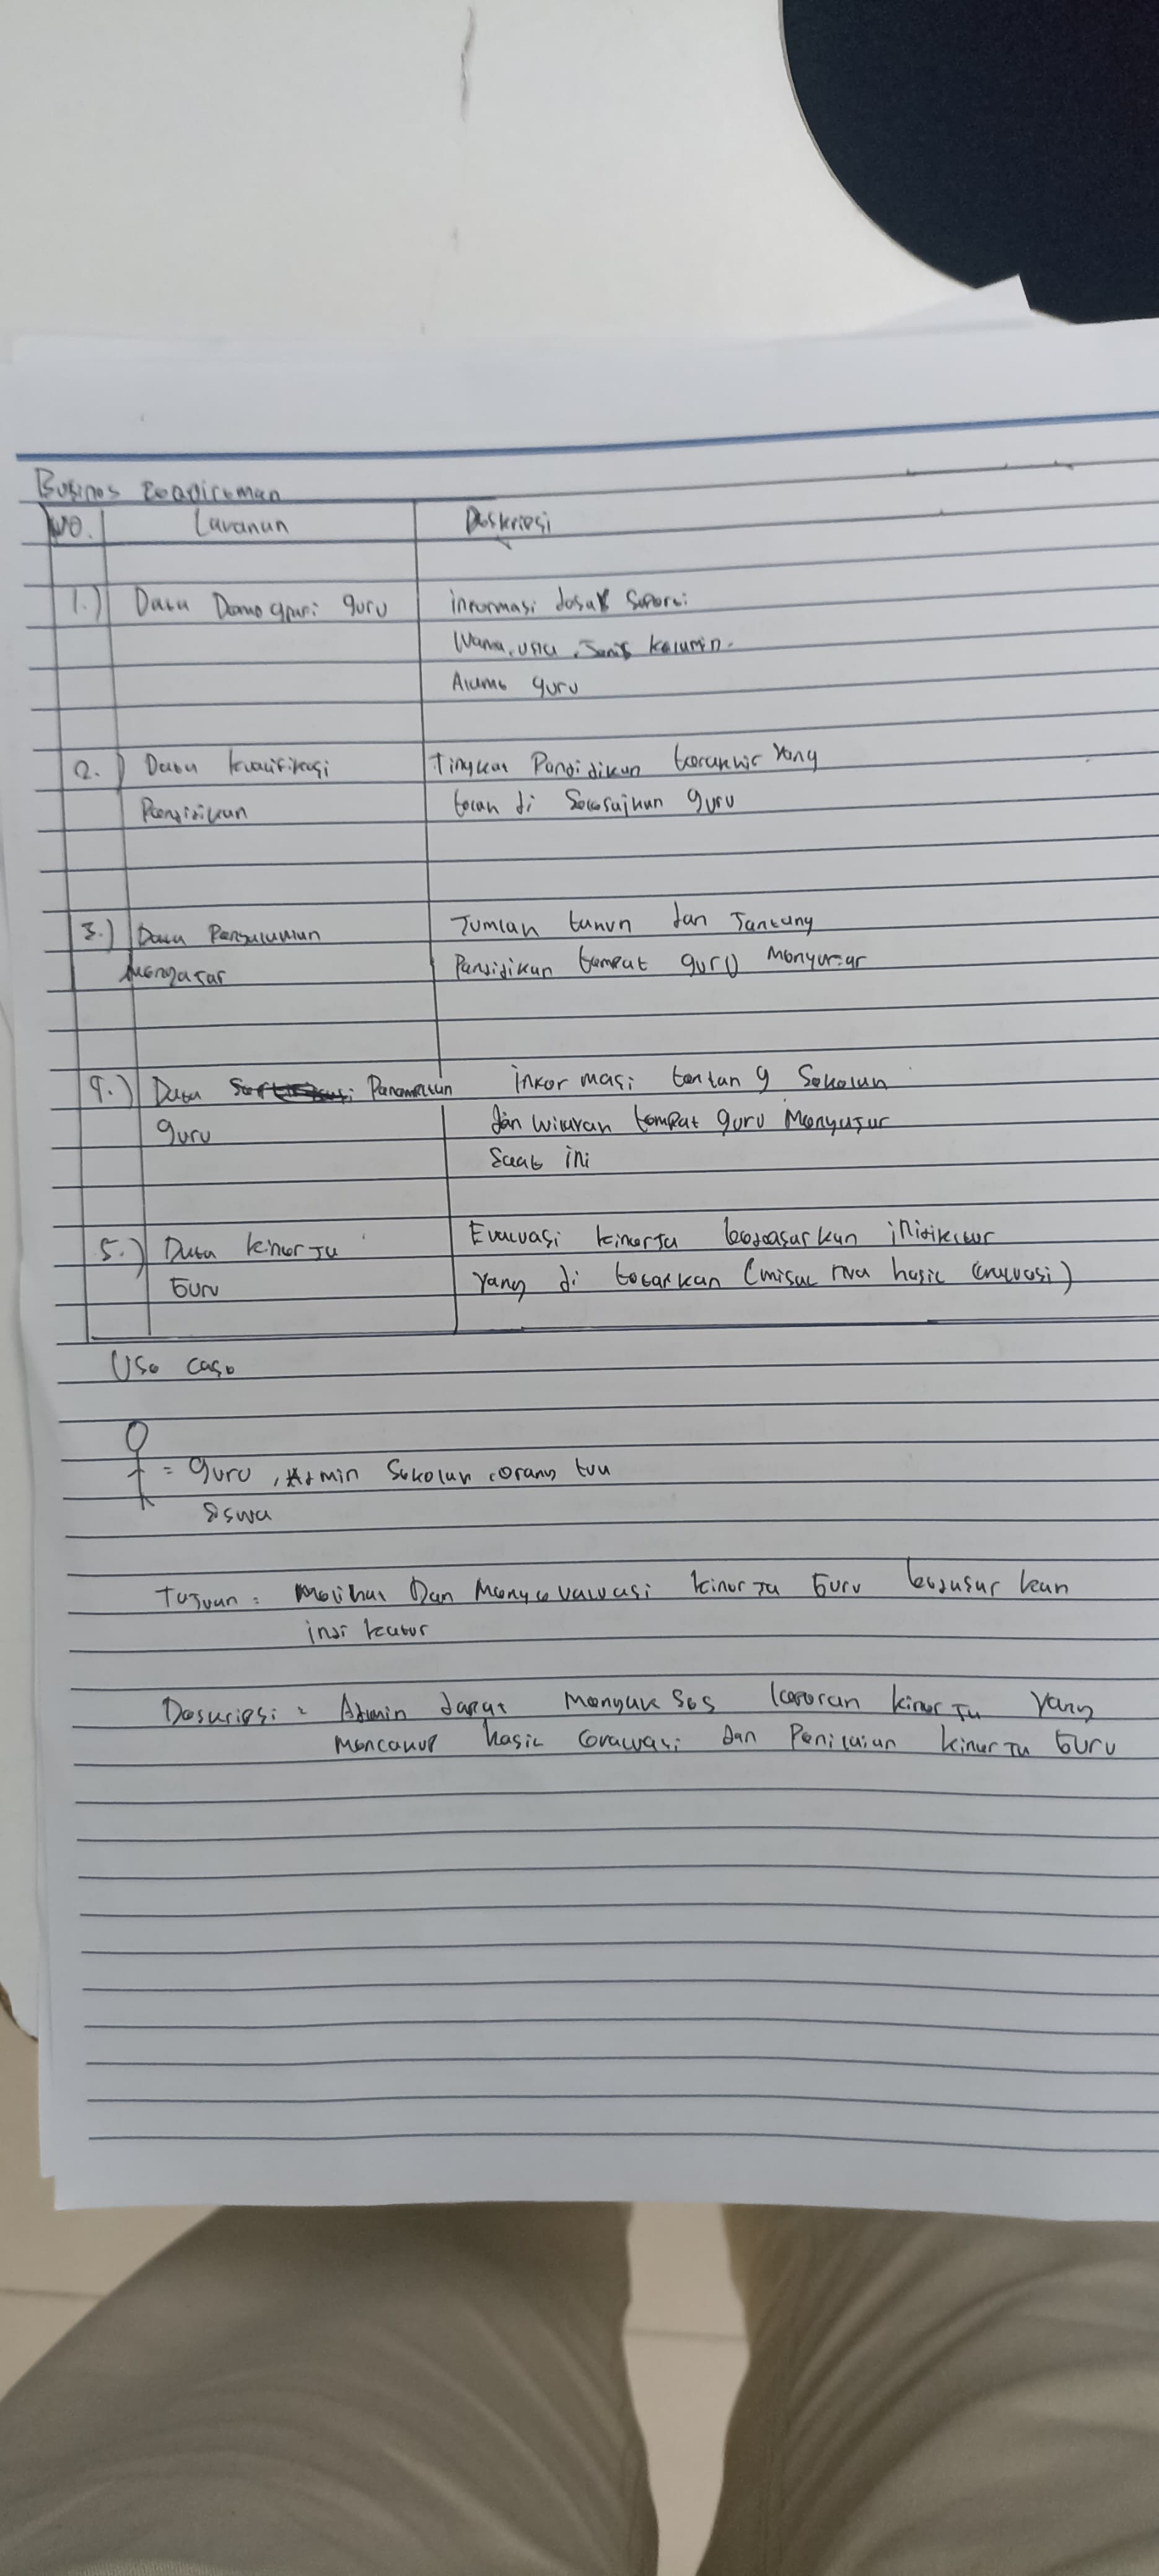 Businos Requiroman
No. Layanan Deskripsi
1.) Data Demografi guru informasi dasar seperti
Nama, usia, Jenis kelamin.
Alamat guru
2.) Data kualifikasi Tingkat Pendidikan terakhir yang
Pendidikan telah di Selesaikan guru
3.) Data Pengalaman Jumlah tahun dan Jenjang
Mengajar Pendidikan tempat guru Mengajar
4.) Data Penempatan informasi tentang Sekolah
guru dan wilayah tempat guru Mengajar
Saat ini
5.) Data kinerja Evaluasi kinerja berdasarkan indikator
Guru yang di tetapkan (misal nya hasil evaluasi)
Use case
= guru, Admin Sekolah, orang tua
Siswa
Tujuan : Melihat Dan Mengevaluasi kinerja Guru berdasar kan
indikator
Deskripsi : Admin dapat Mengakses laporan kinerja yang
Mencakup hasil evaluasi dan Penilaian kinerja Guru